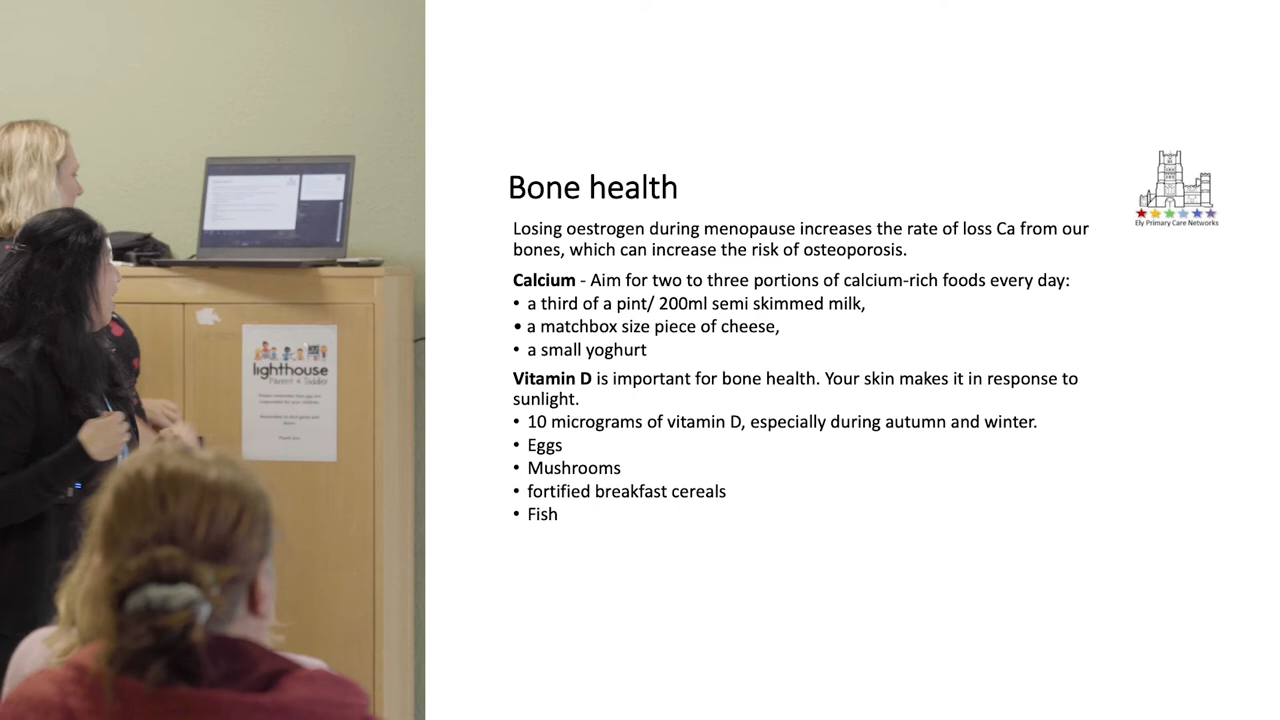 Bone health
Losing oestrogen during menopause increases the rate of loss Ca from our
bones, which can increase the risk of osteoporosis.
Calcium - Aim for two to three portions of calcium-rich foods every day:
• a third of a pint/ 200ml semi skimmed milk,
• a matchbox size piece of cheese,
• a small yoghurt
Vitamin D is important for bone health. Your skin makes it in response to
sunlight.
• 10 micrograms of vitamin D, especially during autumn and winter.
• Eggs
• Mushrooms
• fortified breakfast cereals
• Fish
Ely Primary Care Networks
lighthouse
Parent & Toddler
Thank you